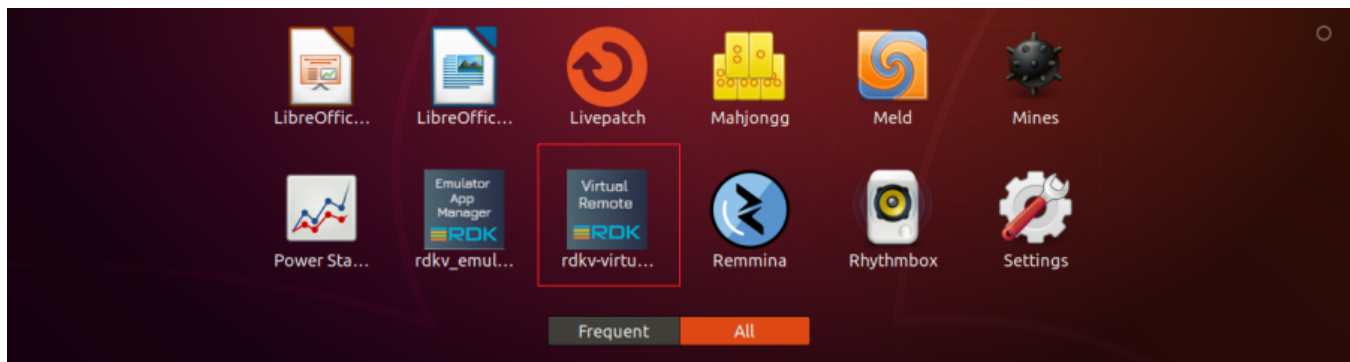 LibreOffic...
LibreOffic...
Livepatch
Mahjongg
Meld
Mines
Emulator
App
Manager
RDK
Virtual
Remote
RDK
Power Sta...
rdkv_emul...
rdkv-virtu...
Remmina
Rhythmbox
Settings
Frequent
All